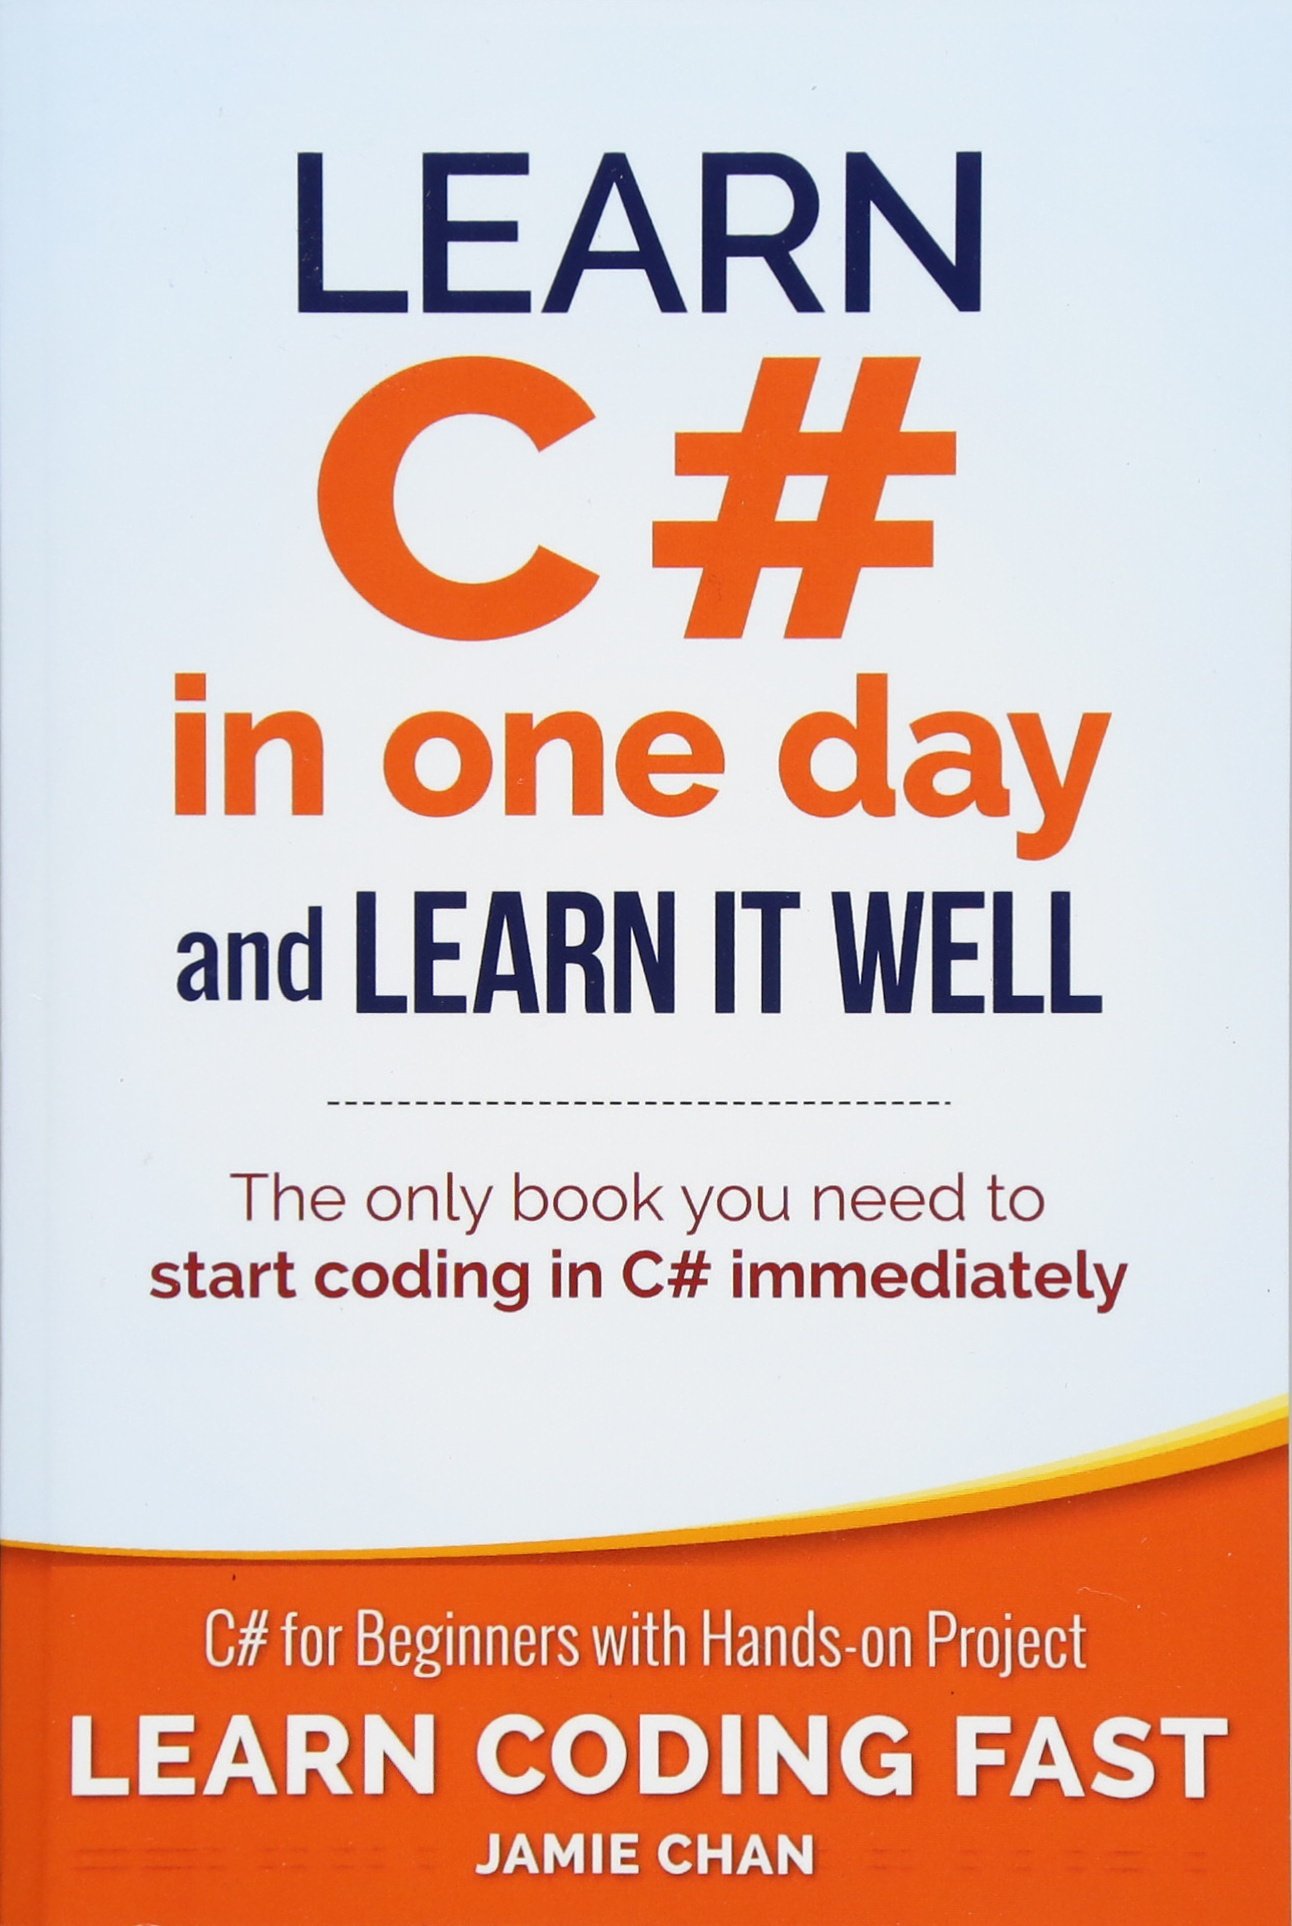 LEARN
C#
in one day
and LEARN IT WELL
The only book you need to
start coding in C# immediately
C# for Beginners with Hands-on Project
LEARN CODING FAST
JAMIE CHAN